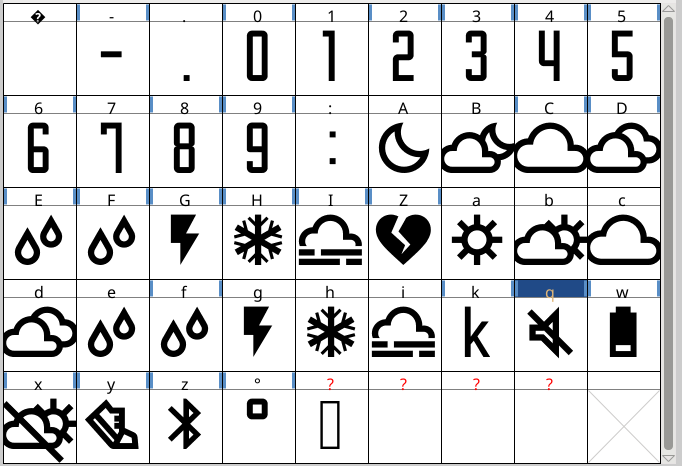 � - . 0 1 2 3 4 5
- . 0 1 2 3 4 5
6 7 8 9 : A B C D
6 7 8 9 :
E F G H I Z a b c
d e f g h i k q w
k
x y z ° ? ? ? ?